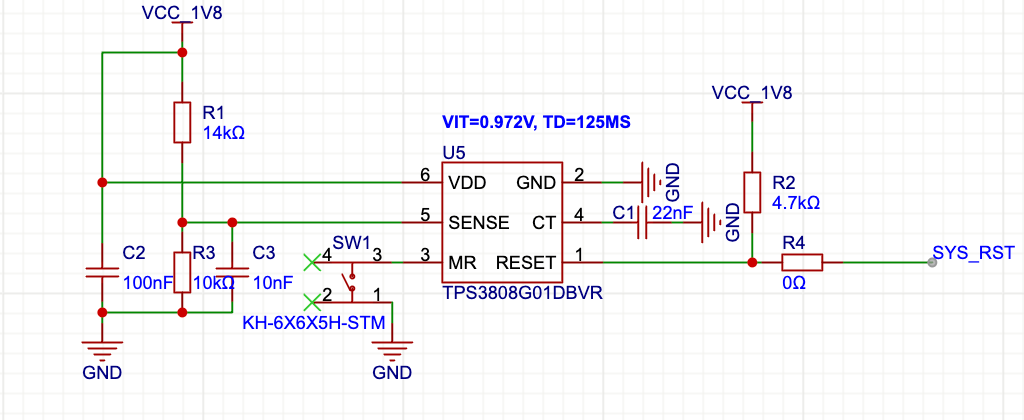 VCC_1V8
R1
14kΩ
VIT=0.972V, TD=125MS
VCC_1V8
U5
6 VDD GND 2 GND
R2
4.7kΩ
5 SENSE CT 4 C1 22nF GND
C2
100nF
R3
10kΩ
C3
10nF
SW1
4 3
2 1
KH-6X6X5H-STM
3 MR RESET 1
TPS3808G01DBVR
R4
0Ω
SYS_RST
GND
GND